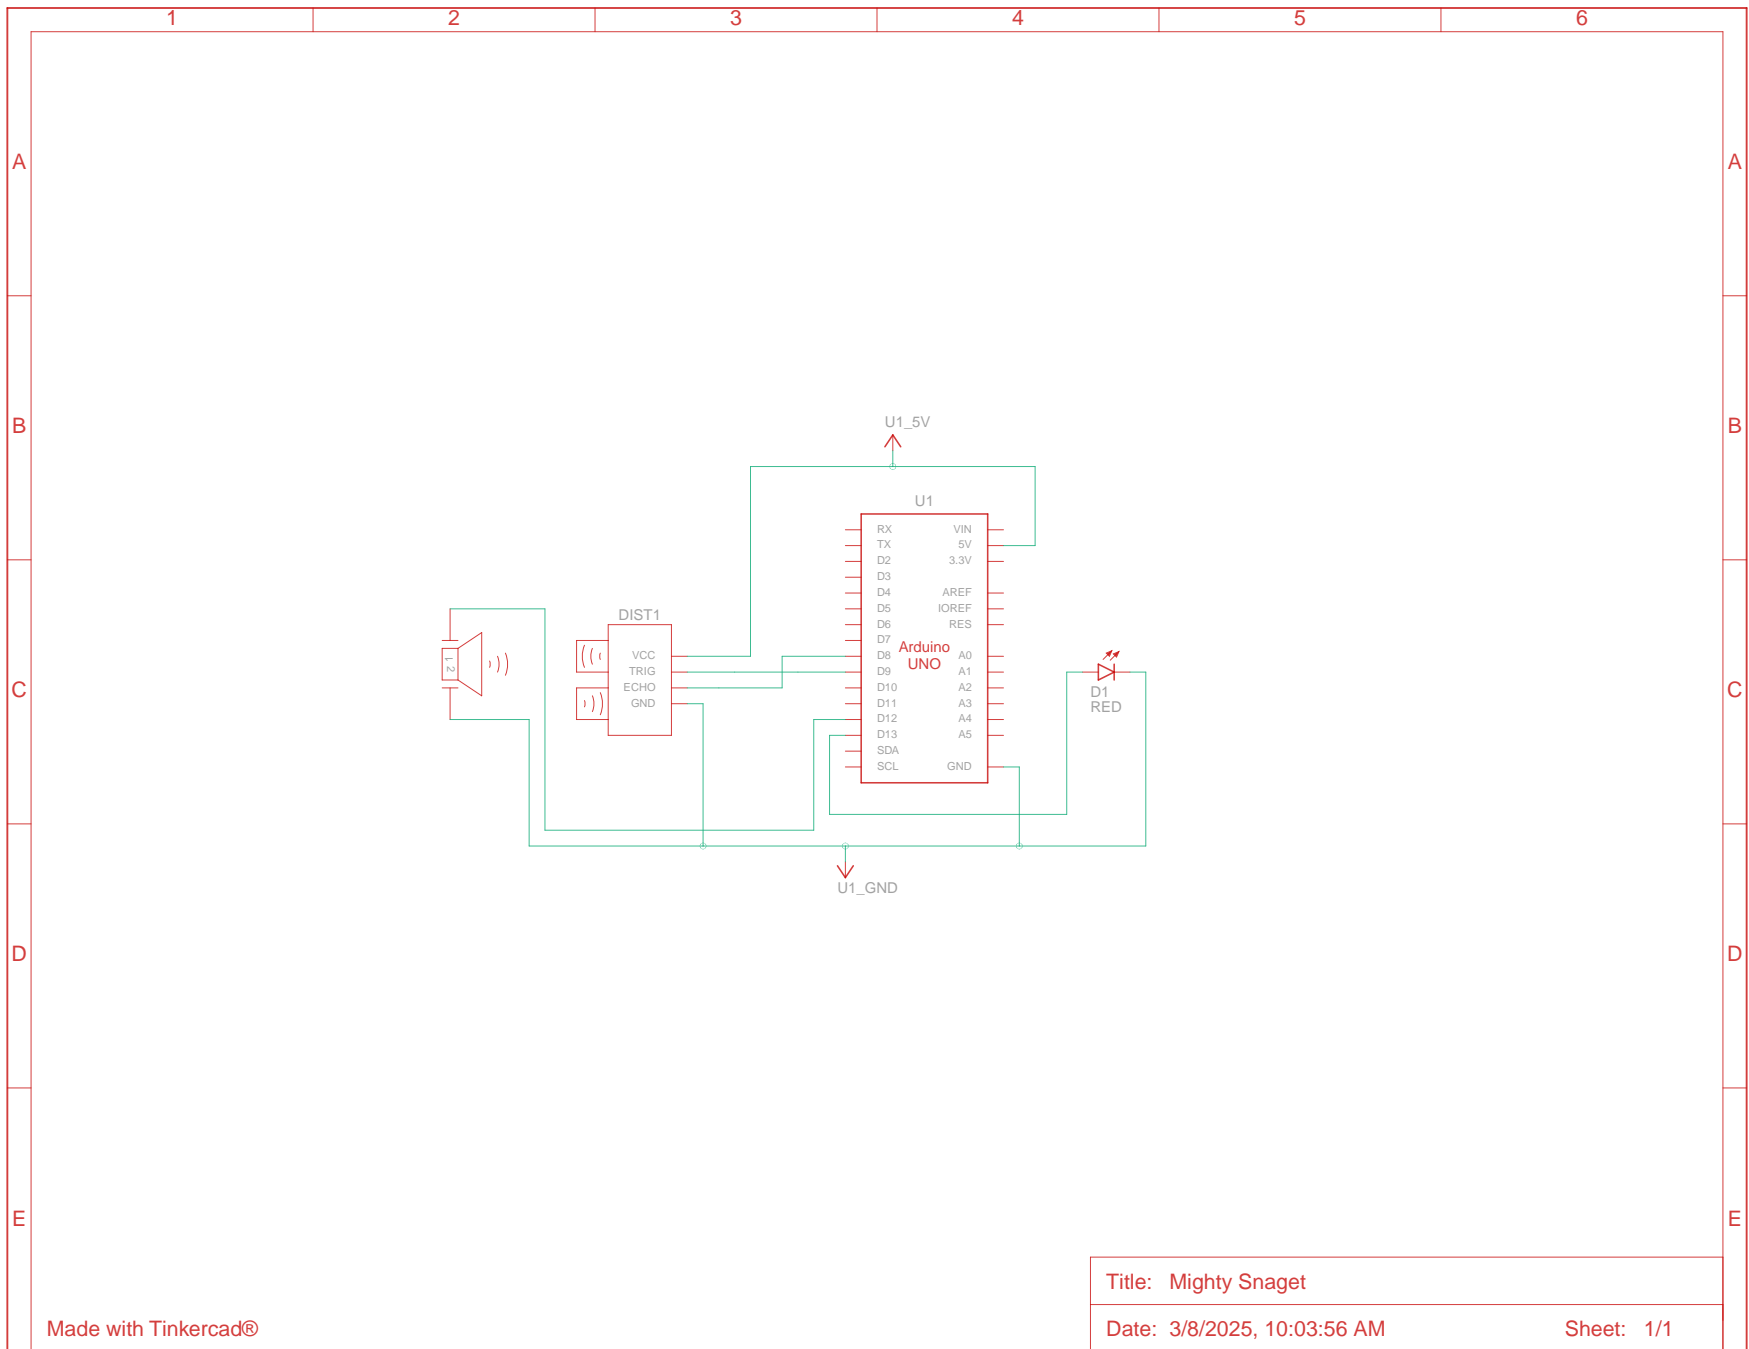 1 2 3 4 5 6
A A
B B
U1_5V
U1
RX VIN
TX 5V
D2 3.3V
D3
D4 AREF
D5 IOREF
D6 RES
D7
Arduino
UNO
D8 A0
D9 A1
D10 A2
D11 A3
D12 A4
D13 A5
SDA
SCL GND
DIST1
VCC
TRIG
ECHO
GND
1 2
D1
RED
C C
U1_GND
D D
E E
Title: Mighty Snaget
Made with Tinkercad®
Date: 3/8/2025, 10:03:56 AM Sheet: 1/1